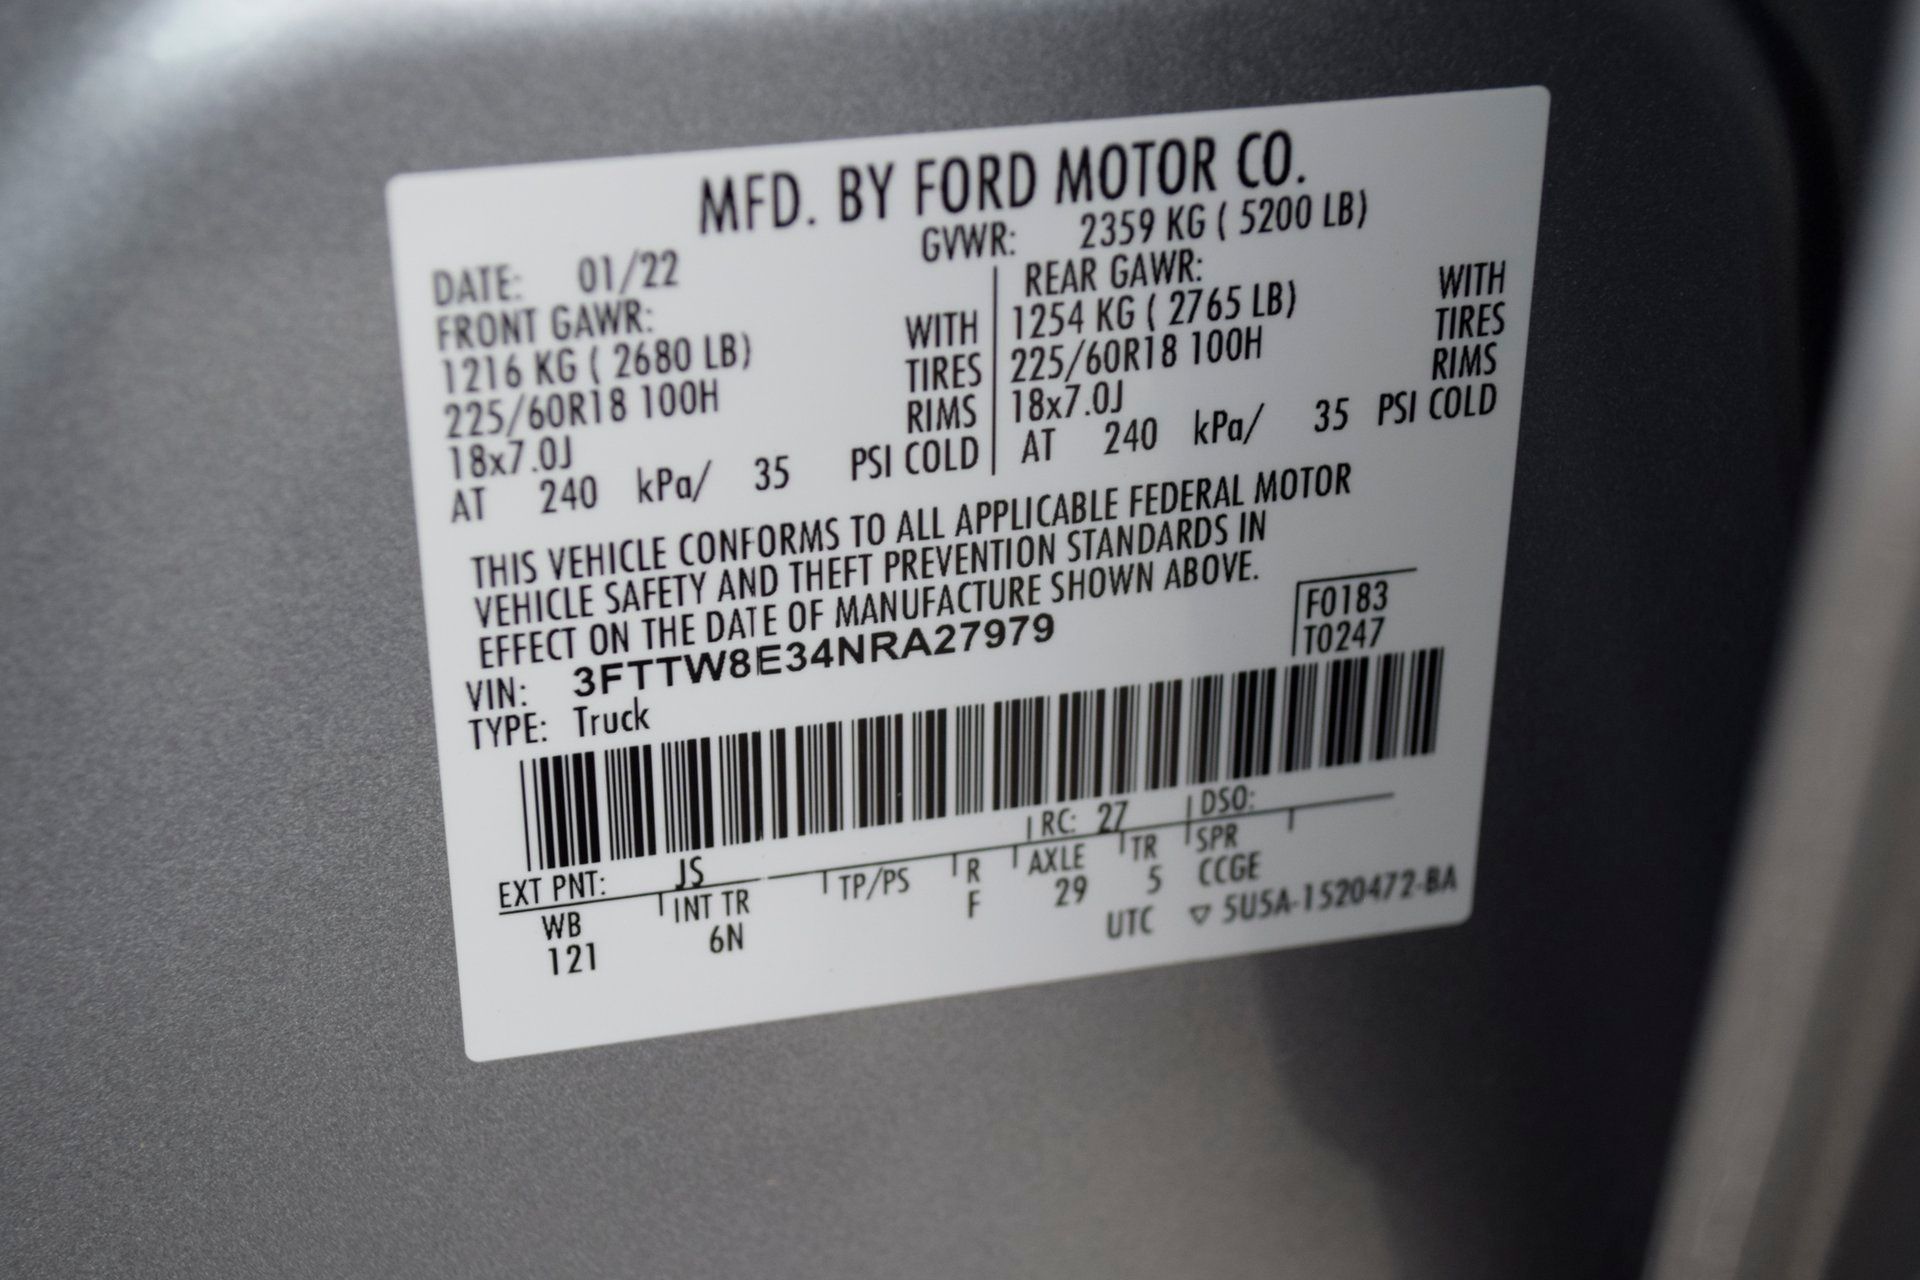 MFD. BY FORD MOTOR CO.
DATE: 01/22 GVWR: 2359 KG ( 5200 LB)
FRONT GAWR: REAR GAWR:
1216 KG ( 2680 LB) WITH 1254 KG ( 2765 LB) WITH
225/60R18 100H TIRES 225/60R18 100H TIRES
18x7.0J RIMS 18x7.0J RIMS
AT 240 kPa/ 35 PSI COLD AT 240 kPa/ 35 PSI COLD
THIS VEHICLE CONFORMS TO ALL APPLICABLE FEDERAL MOTOR
VEHICLE SAFETY AND THEFT PREVENTION STANDARDS IN
EFFECT ON THE DATE OF MANUFACTURE SHOWN ABOVE.
F0183
VIN: 3FTTW8E34NRA27979 T0247
TYPE: Truck
EXT PNT: JS RC: 27 DSO:
WB INT TR TP/PS R AXLE TR SPR
121 6N F 29 5 CCGE
UTC ▽ 5U5A-1520472-BA